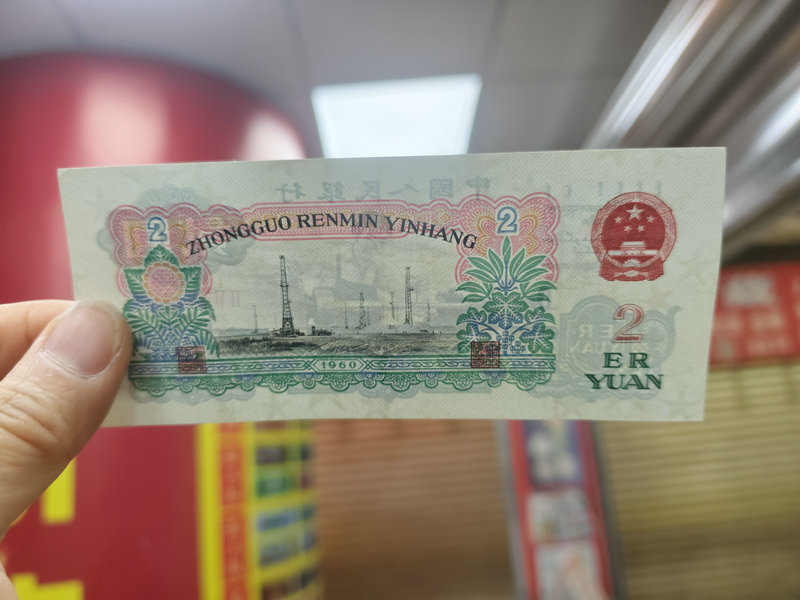 2
ZHONGGUO RENMIN YINHANG
2
1960
2
ER
YUAN